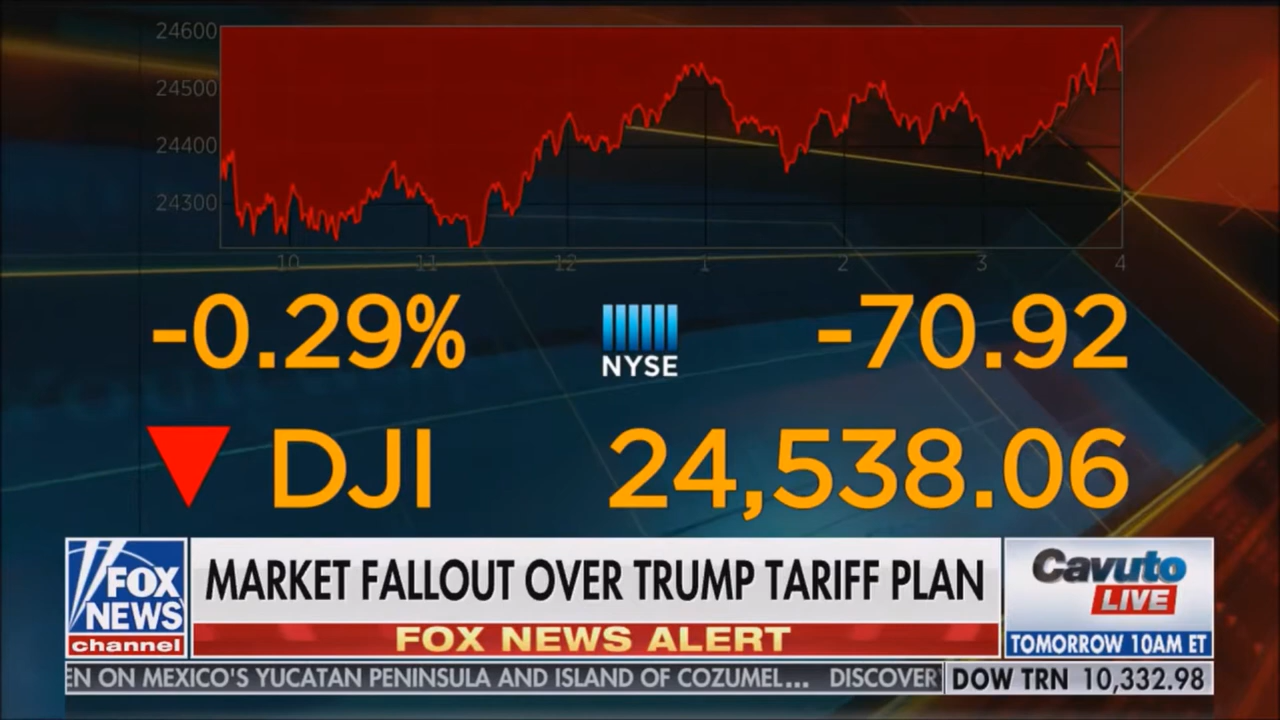 24600
24500
24400
24300
10 11 12 1 2 3 4
-0.29% NYSE -70.92
DJI 24,538.06
FOX NEWS channel
MARKET FALLOUT OVER TRUMP TARIFF PLAN
FOX NEWS ALERT
Cavuto LIVE
TOMORROW 10AM ET
EN ON MEXICO'S YUCATAN PENINSULA AND ISLAND OF COZUMEL... DISCOVER
DOW TRN 10,332.98